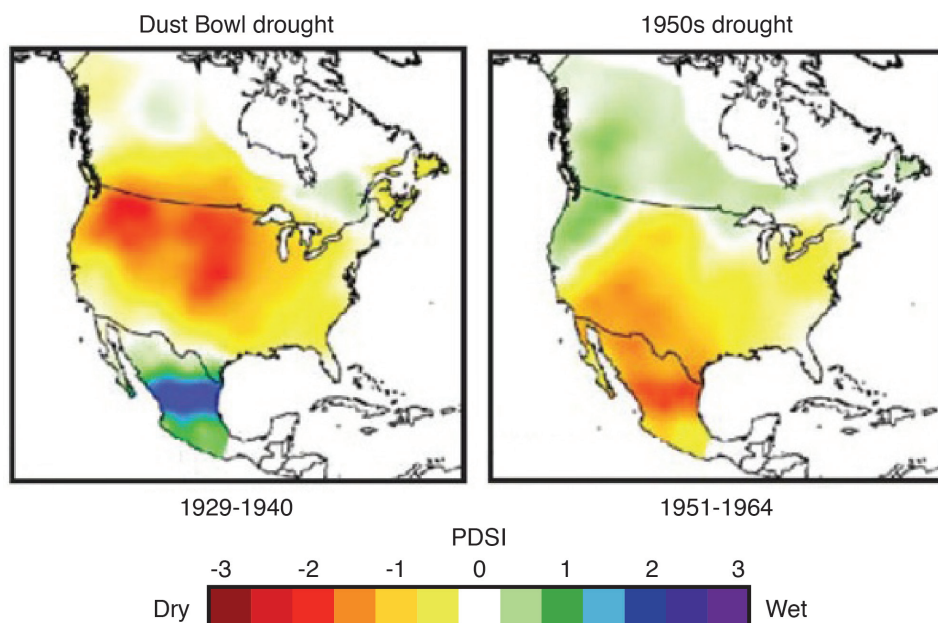 Dust Bowl drought
1950s drought
1929-1940
1951-1964
PDSI
-3 -2 -1 0 1 2 3
Dry Wet